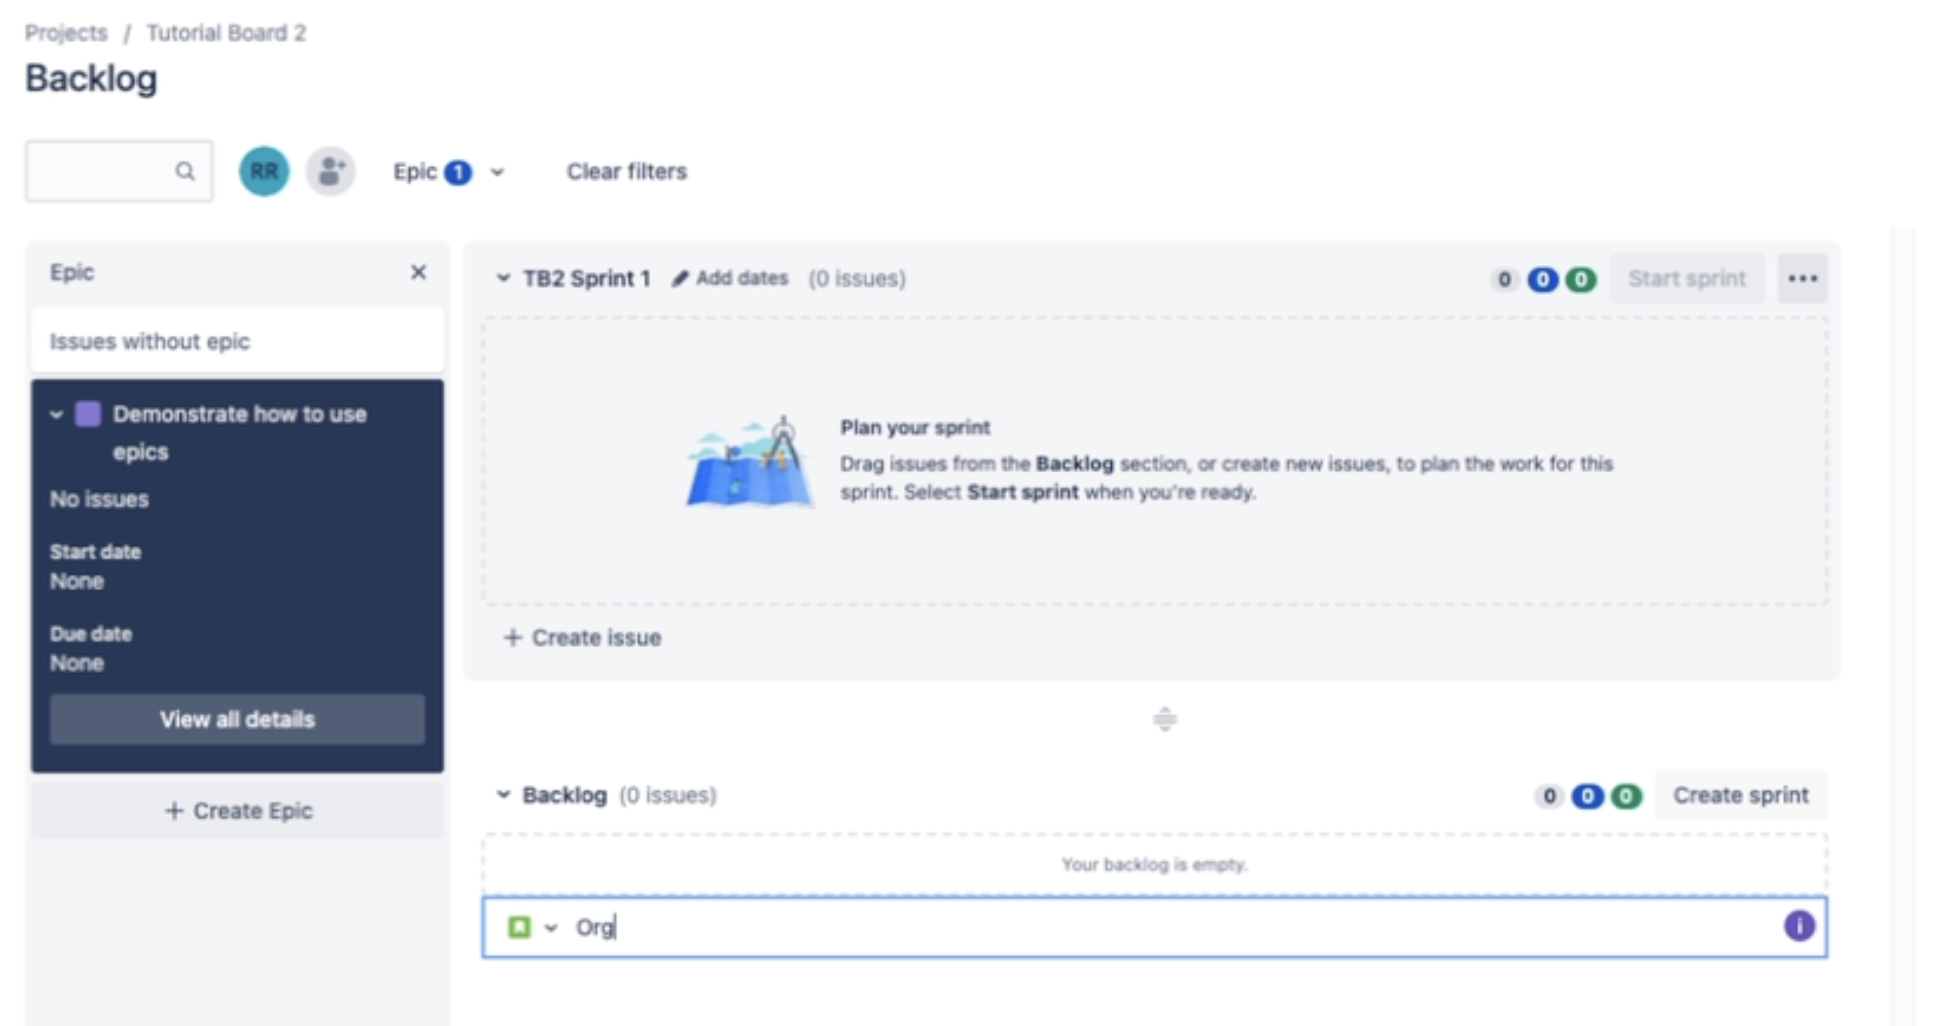 Projects / Tutorial Board 2
Backlog
RR
Epic 1
Clear filters
Epic
Issues without epic
Demonstrate how to use
epics
No issues
Start date
None
Due date
None
View all details
+ Create Epic
TB2 Sprint 1 Add dates (0 issues)
0 0 0 Start sprint ...
Plan your sprint
Drag issues from the Backlog section, or create new issues, to plan the work for this
sprint. Select Start sprint when you're ready.
+ Create issue
Backlog (0 issues)
0 0 0 Create sprint
Your backlog is empty.
Org
i